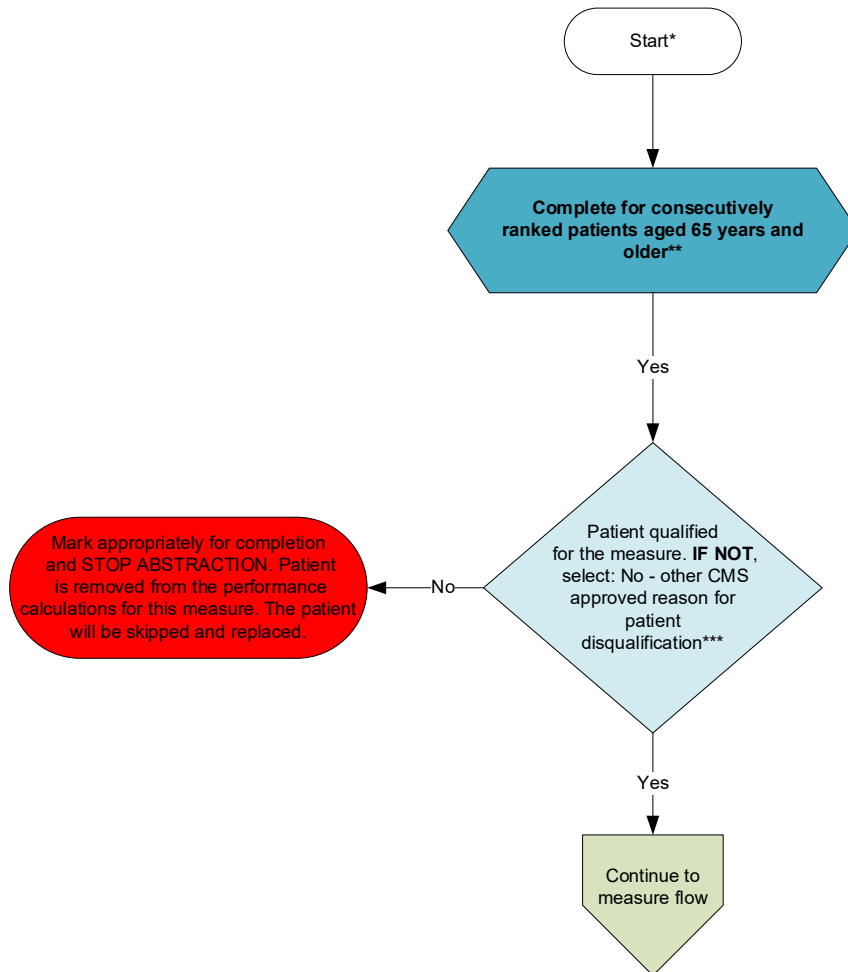 Start*
Complete for consecutively
ranked patients aged 65 years and
older**
Yes
Patient qualified
for the measure. IF NOT,
select: No - other CMS
approved reason for
patient
disqualification***
No
Mark appropriately for completion
and STOP ABSTRACTION. Patient
is removed from the performance
calculations for this measure. The patient
will be skipped and replaced.
Yes
Continue to
measure flow